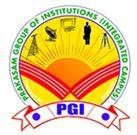 PRAKASAM GROUP OF INSTITUTIONS (INTEGRATED CAMPUS)
PGI